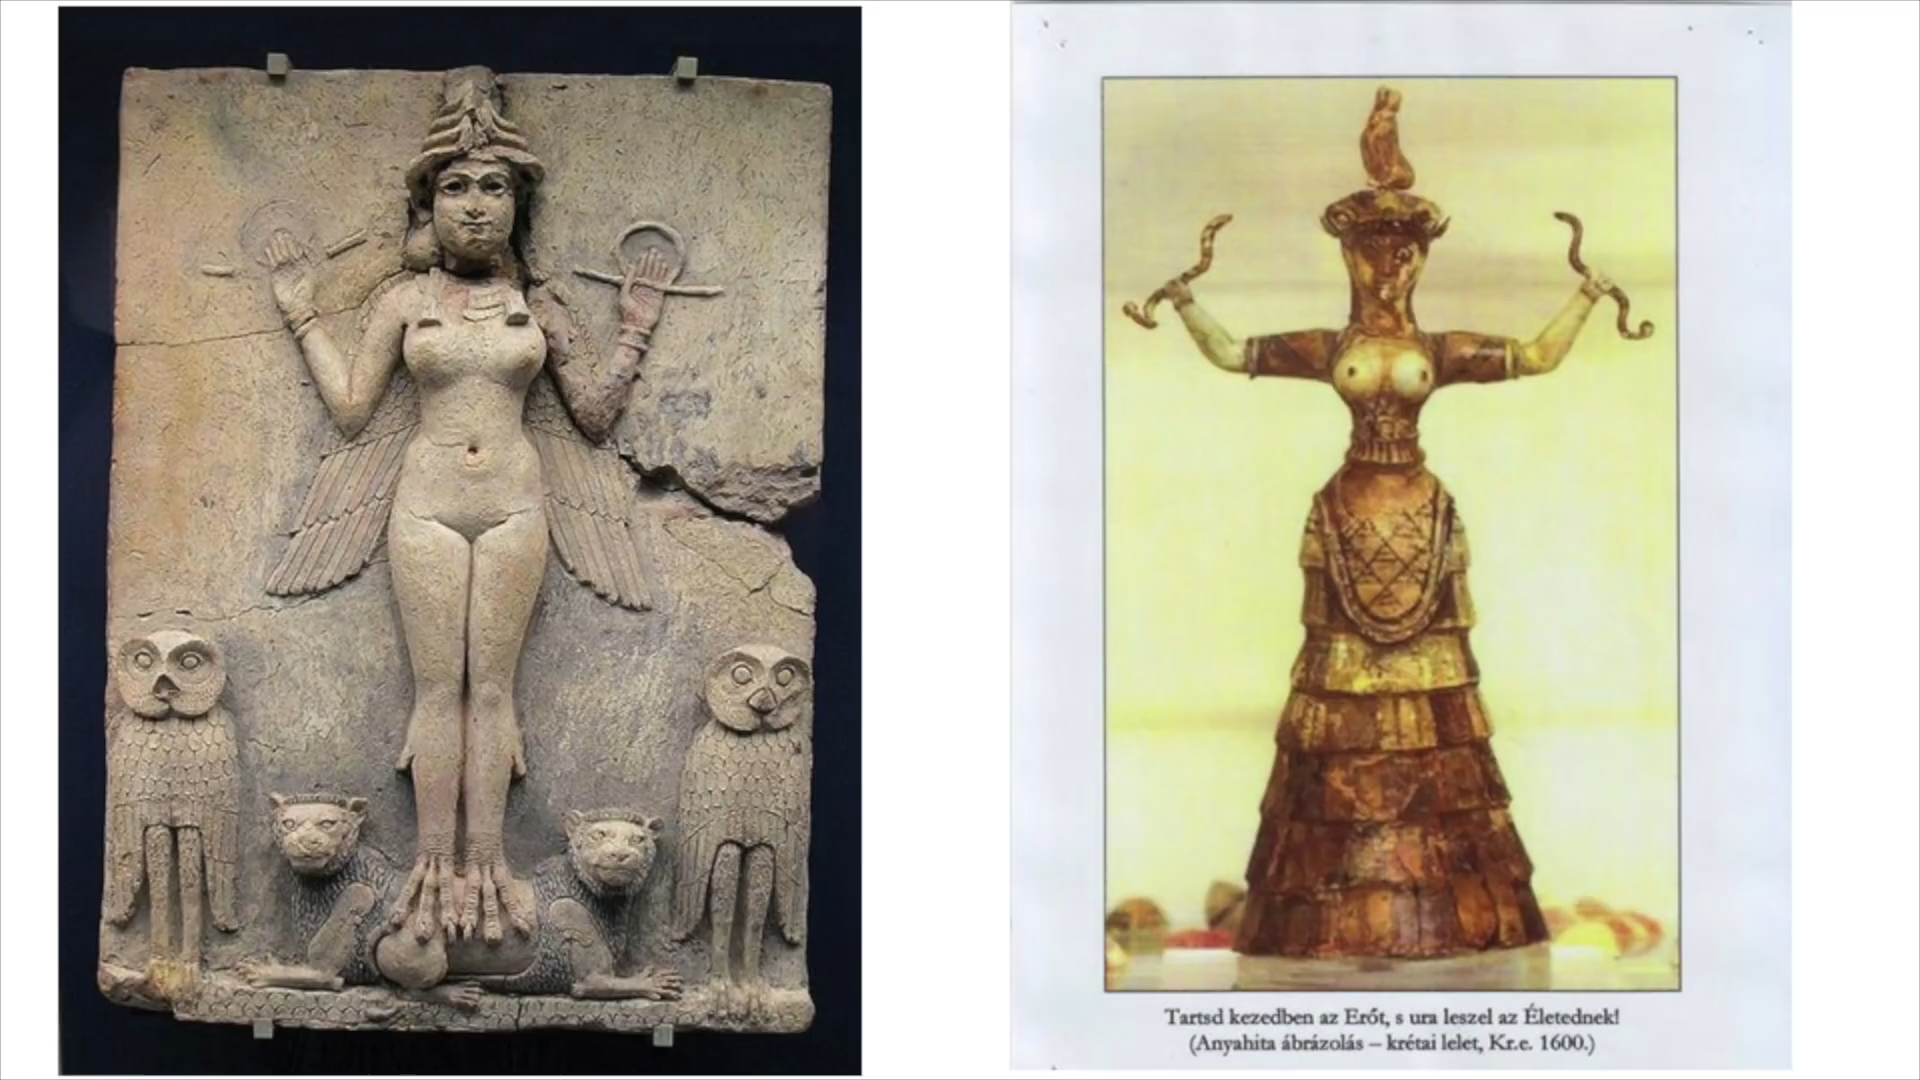 Tartsd kezedben az Erőt, s ura leszel az Életednek!
(Anyahita ábrázolás – krétai lelet, Kr.e. 1600.)